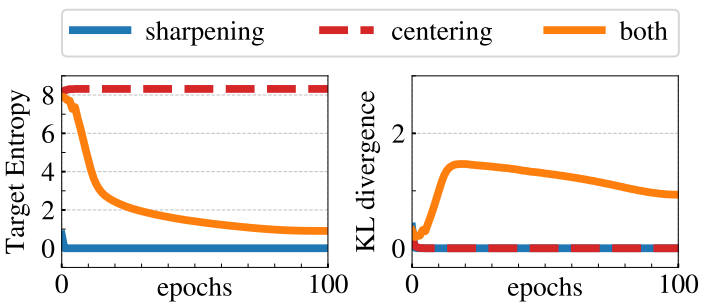 sharpening centering both
Target Entropy
8
6
4
2
0
0 epochs 100
KL divergence
2
0
0 epochs 100